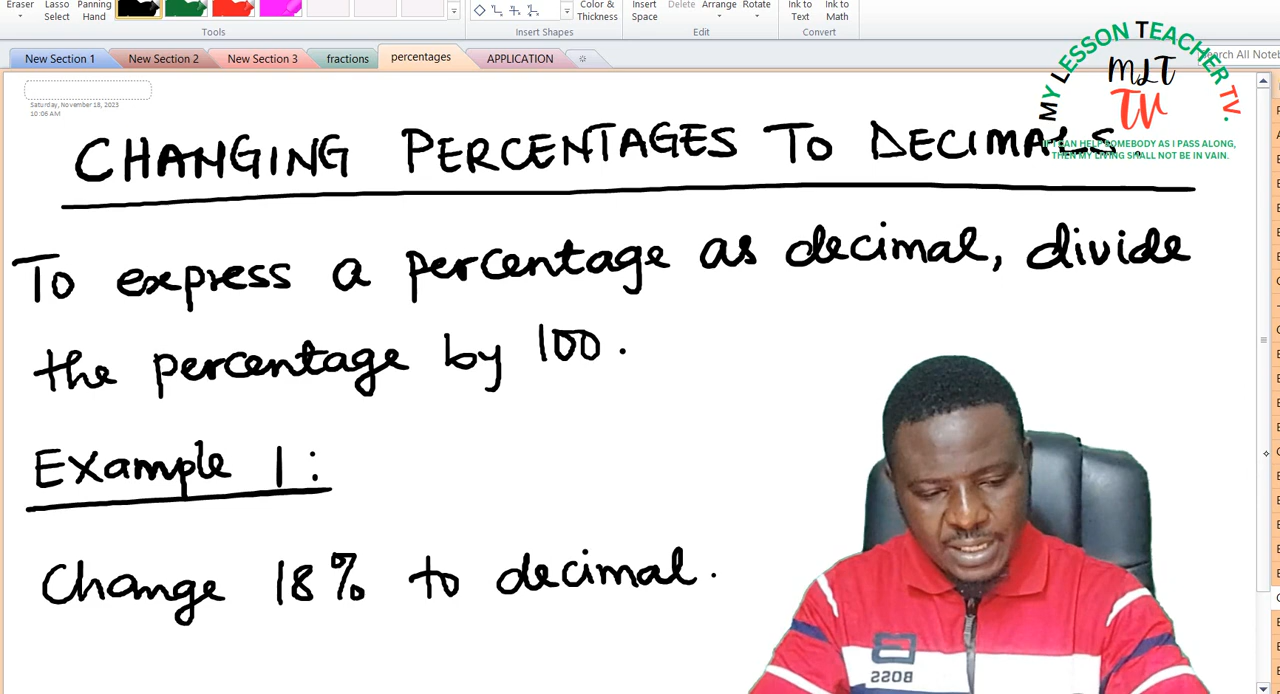 Eraser
Lasso Select
Panning Hand
Tools
Insert Shapes
Color & Thickness
Insert Space
Delete
Arrange
Rotate
Edit
Ink to Text
Ink to Math
Convert
New Section 1
New Section 2
New Section 3
fractions
percentages
APPLICATION
Search All Noteb
MY LESSON TEACHER TV.
MLT
TV
IF I CAN HELP SOMEBODY AS I PASS ALONG,
THEN MY LIVING SHALL NOT BE IN VAIN.
Saturday, November 18, 2023
10:05 AM
CHANGING PERCENTAGES TO DECIMALS.
To express a percentage as decimal, divide
the percentage by 100.
Example 1:
Change 18% to decimal.
BOSS